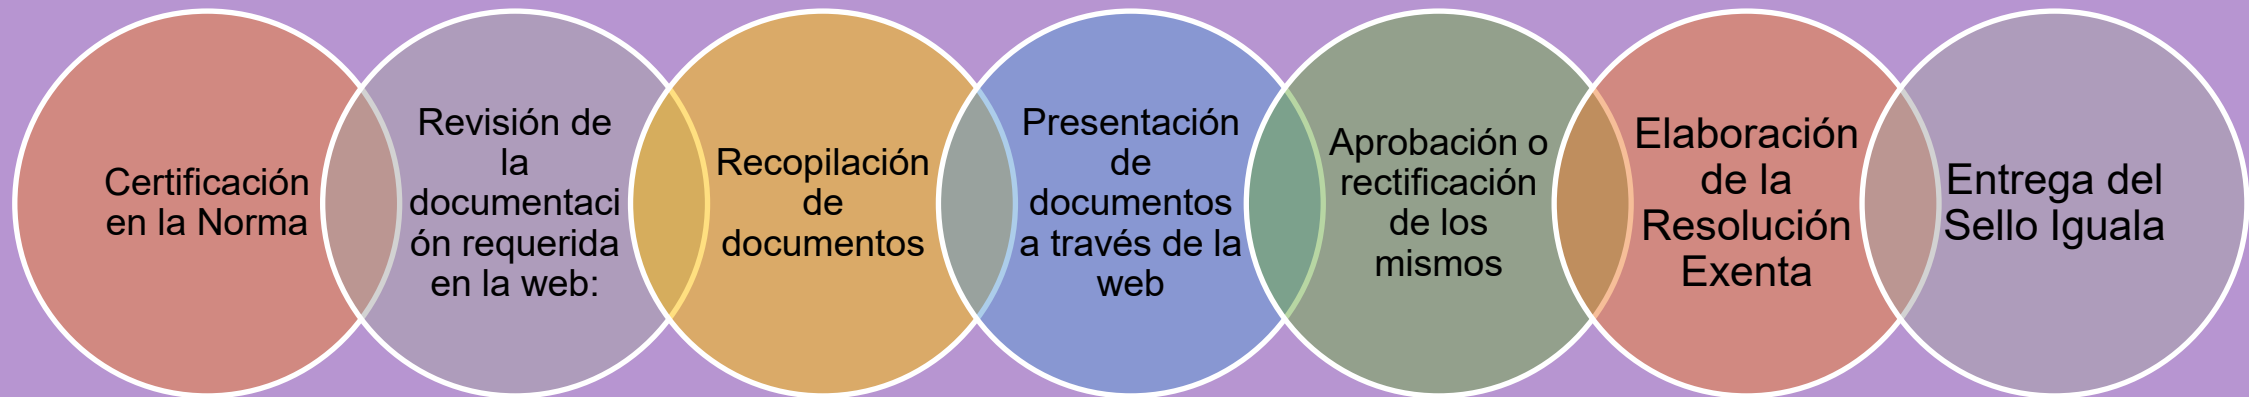 Certificación
en la Norma
Revisión de
la
documentaci
ón requerida
en la web:
Recopilación
de
documentos
Presentación
de
documentos
a través de la
web
Aprobación o
rectificación
de los
mismos
Elaboración
de la
Resolución
Exenta
Entrega del
Sello Iguala